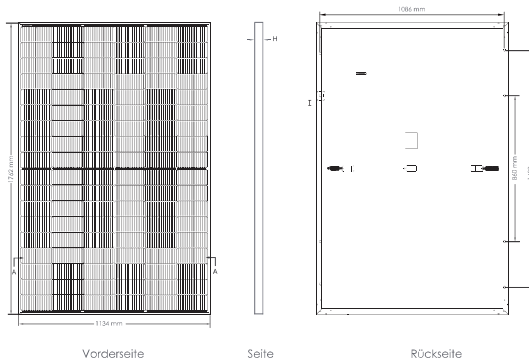 1086 mm
H
I
1762 mm
860 mm
A
A
1134 mm
Vorderseite
Seite
Rückseite